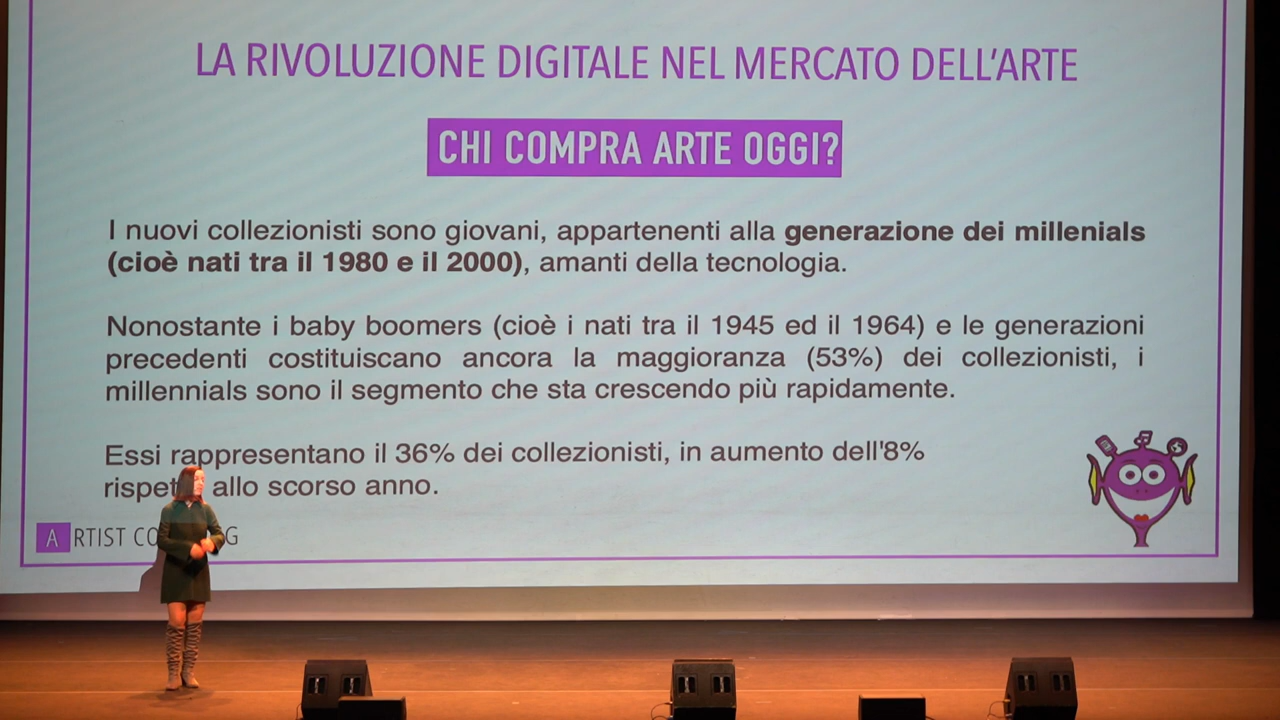 LA RIVOLUZIONE DIGITALE NEL MERCATO DELL'ARTE
CHI COMPRA ARTE OGGI?
I nuovi collezionisti sono giovani, appartenenti alla generazione dei millenials
(cioè nati tra il 1980 e il 2000), amanti della tecnologia.
Nonostante i baby boomers (cioè i nati tra il 1945 ed il 1964) e le generazioni
precedenti costituiscano ancora la maggioranza (53%) dei collezionisti, i
millennials sono il segmento che sta crescendo più rapidamente.
Essi rappresentano il 36% dei collezionisti, in aumento dell'8%
allo scorso anno.
ARTIST